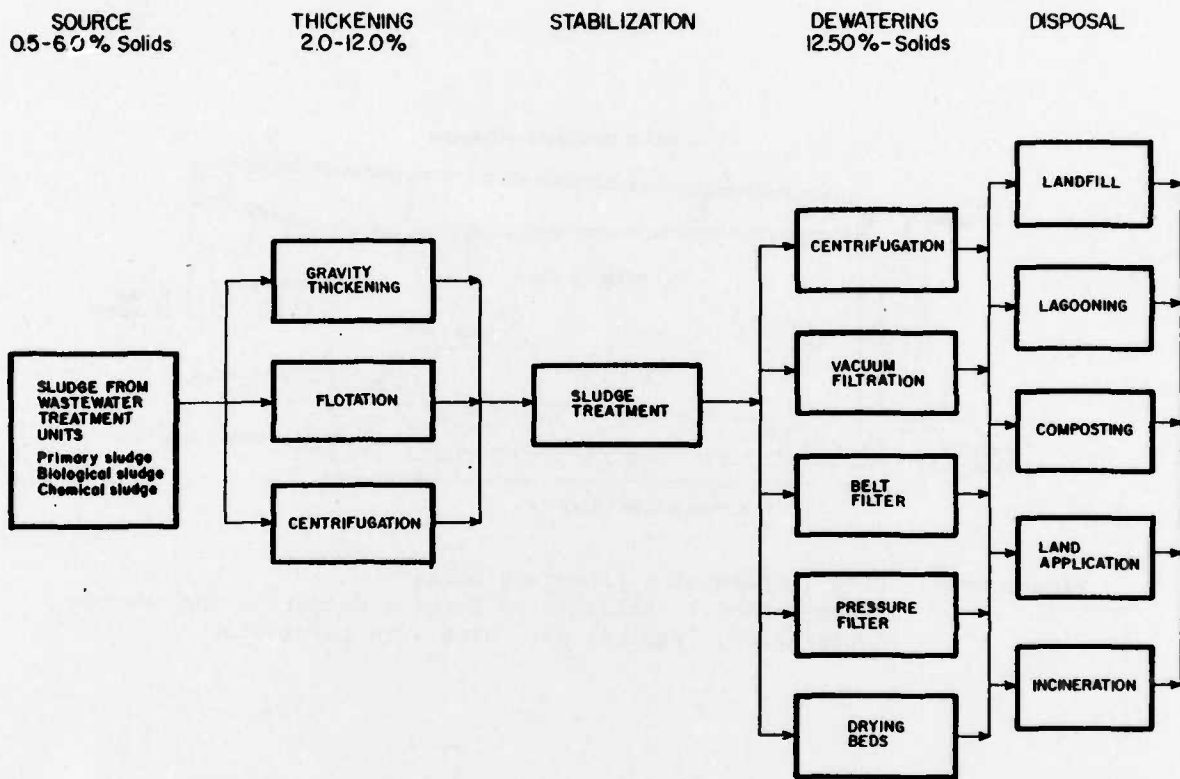 SOURCE
0.5-6.0% Solids
THICKENING
2.0-12.0%
STABILIZATION
DEWATERING
12.50%-Solids
DISPOSAL
SLUDGE FROM
WASTEWATER
TREATMENT
UNITS
Primary sludge
Biological sludge
Chemical sludge
GRAVITY
THICKENING
FLOTATION
CENTRIFUGATION
SLUDGE
TREATMENT
CENTRIFUGATION
VACUUM
FILTRATION
BELT
FILTER
PRESSURE
FILTER
DRYING
BEDS
LANDFILL
LAGOONING
COMPOSTING
LAND
APPLICATION
INCINERATION